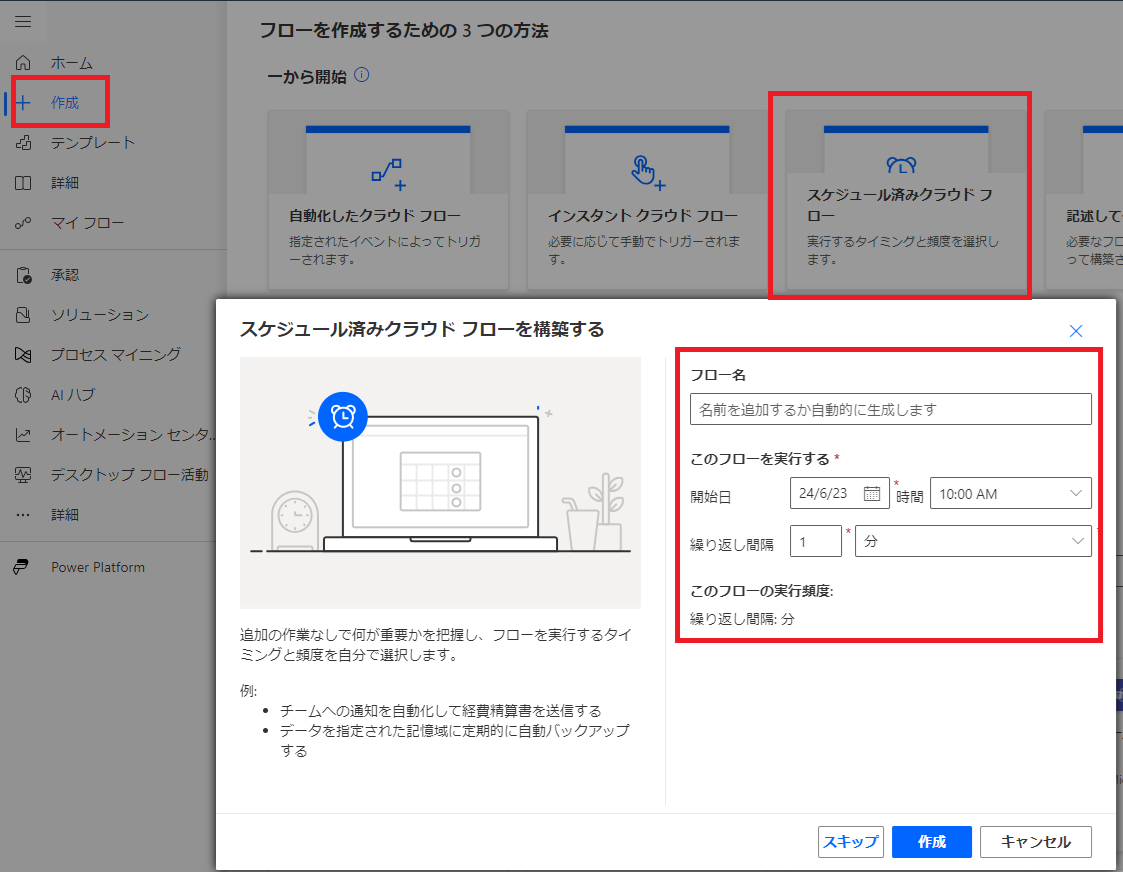 フローを作成するための 3 つの方法
ホーム
一から開始
作成
テンプレート
詳細
マイ フロー
承認
ソリューション
プロセス マイニング
AI ハブ
オートメーション センタ...
デスクトップ フロー活動
詳細
Power Platform
自動化したクラウド フロー
指定されたイベントによってトリガ
ーされます。
インスタント クラウド フロー
必要に応じて手動でトリガーされま
す。
スケジュール済みクラウド フ
ロー
実行するタイミングと頻度を選択し
ます。
記述して
必要なフロ
って構築さ
スケジュール済みクラウド フローを構築する
追加の作業なしで何が重要かを把握し、フローを実行するタイ
ミングと頻度を自分で選択します。
例:
• チームへの通知を自動化して経費精算書を送信する
• データを指定された記憶域に定期的に自動バックアップ
する
フロー名
名前を追加するか自動的に生成します
このフローを実行する *
開始日 24/6/23 * 時間 10:00 AM
繰り返し間隔 1 * 分 *
このフローの実行頻度:
繰り返し間隔: 分
スキップ 作成 キャンセル